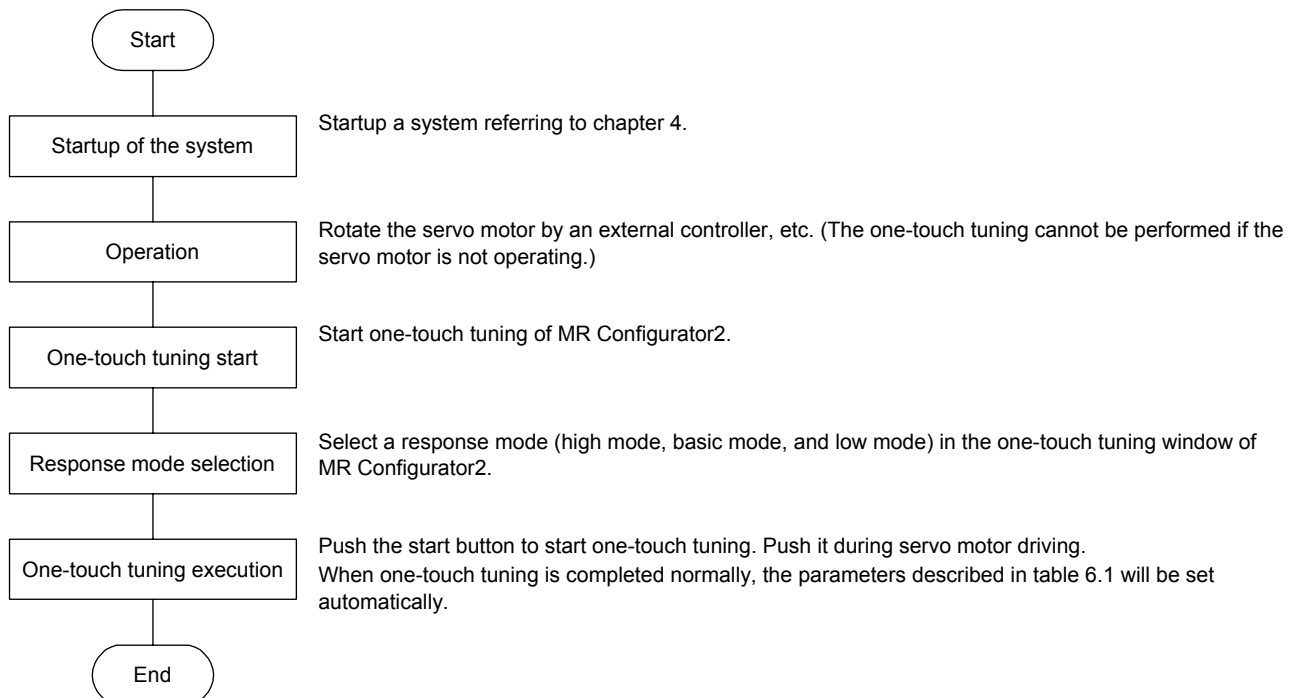 Start
Startup of the system
Startup a system referring to chapter 4.
Operation
Rotate the servo motor by an external controller, etc. (The one-touch tuning cannot be performed if the
servo motor is not operating.)
One-touch tuning start
Start one-touch tuning of MR Configurator2.
Response mode selection
Select a response mode (high mode, basic mode, and low mode) in the one-touch tuning window of
MR Configurator2.
One-touch tuning execution
Push the start button to start one-touch tuning. Push it during servo motor driving.
When one-touch tuning is completed normally, the parameters described in table 6.1 will be set
automatically.
End